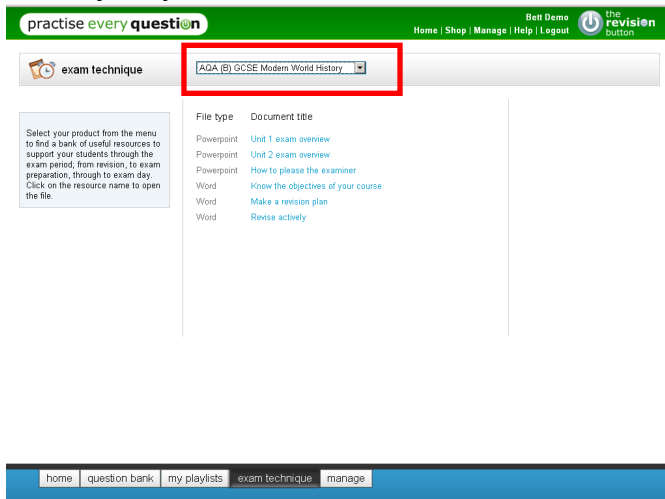 practise every question
Bett Demo
Home | Shop | Manage | Help | Logout
the
revision
button
exam technique
AQA (B) GCSE Modern World History
Select your product from the menu
to find a bank of useful resources to
support your students through the
exam period; from revision, to exam
preparation, through to exam day.
Click on the resource name to open
the file.
File type Document title
Powerpoint Unit 1 exam overview
Powerpoint Unit 2 exam overview
Powerpoint How to please the examiner
Word Know the objectives of your course
Word Make a revision plan
Word Revise actively
home question bank my playlists exam technique manage